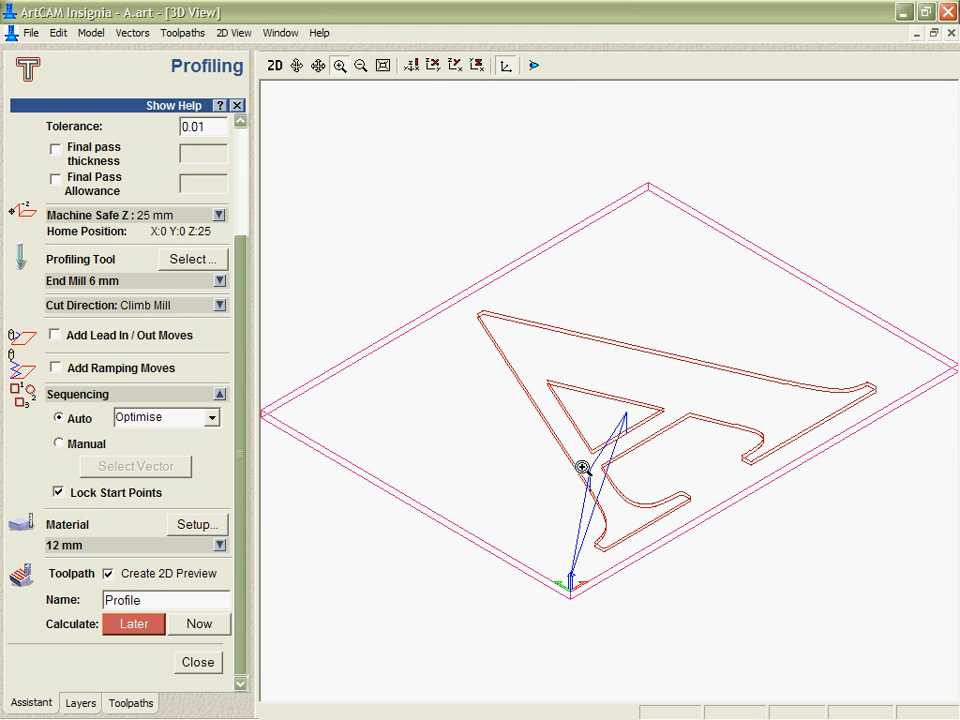 ArtCAM Insignia - A.art - [3D View]
File Edit Model Vectors Toolpaths 2D View Window Help
Profiling
Show Help ? X
Tolerance: 0.01
Final pass
thickness
Final Pass
Allowance
Machine Safe Z : 25 mm
Home Position: X:0 Y:0 Z:25
Profiling Tool Select ...
End Mill 6 mm
Cut Direction: Climb Mill
Add Lead In / Out Moves
Add Ramping Moves
Sequencing
Auto Optimise
Manual
Select Vector
Lock Start Points
Material Setup...
12 mm
Toolpath Create 2D Preview
Name: Profile
Calculate: Later Now
Close
Assistant Layers Toolpaths
2D